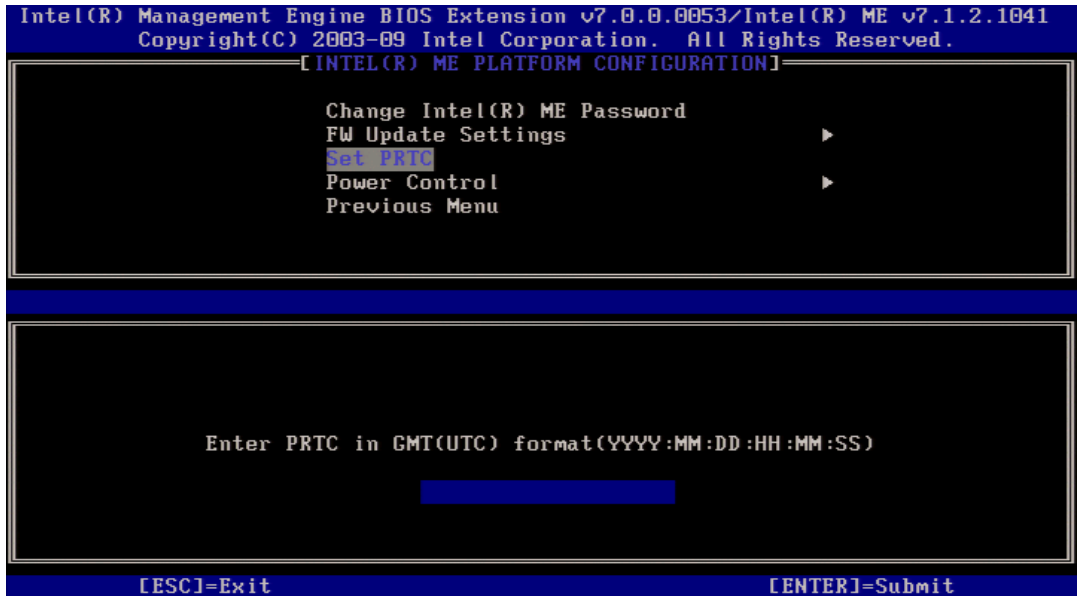 Intel(R) Management Engine BIOS Extension v7.0.0.0053/Intel(R) ME v7.1.2.1041
Copyright(C) 2003-09 Intel Corporation. All Rights Reserved.
[INTEL(R) ME PLATFORM CONFIGURATION]
Change Intel(R) ME Password
FW Update Settings ►
Set PRTC
Power Control ►
Previous Menu
Enter PRTC in GMT(UTC) format(YYYY:MM:DD:HH:MM:SS)
[ESC]=Exit [ENTER]=Submit